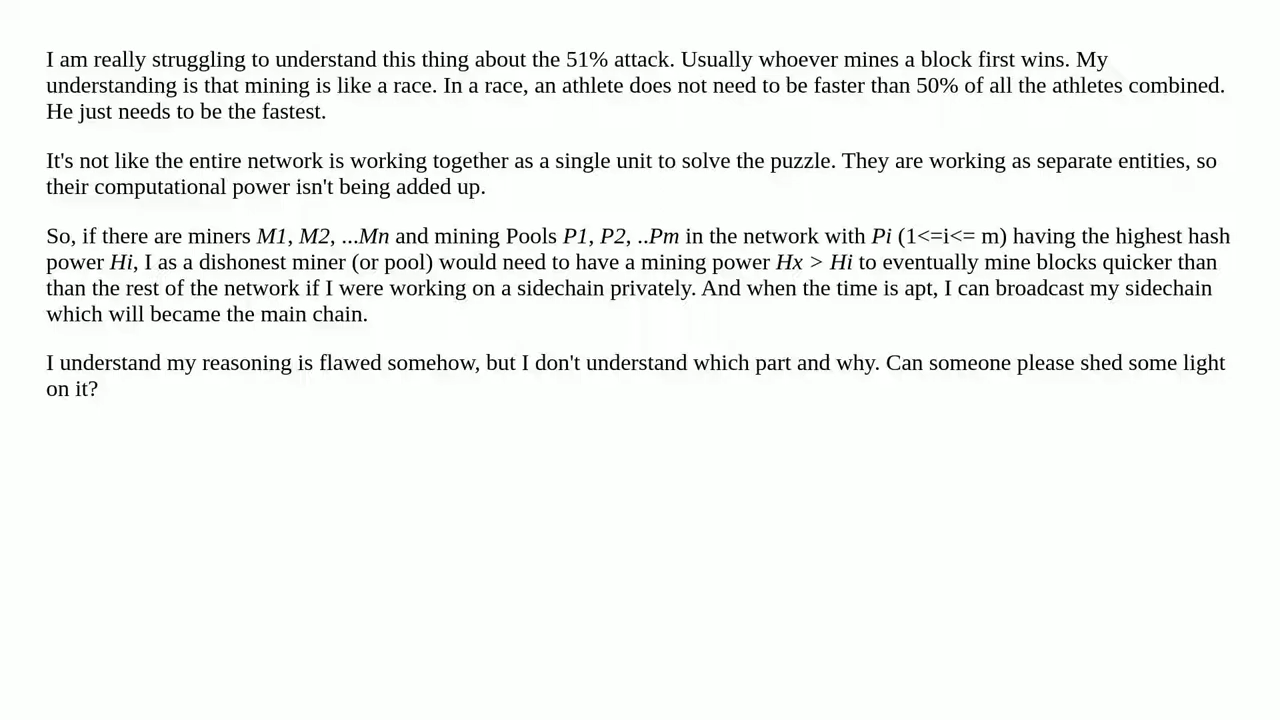 I am really struggling to understand this thing about the 51% attack. Usually whoever mines a block first wins. My
understanding is that mining is like a race. In a race, an athlete does not need to be faster than 50% of all the athletes combined.
He just needs to be the fastest.
It's not like the entire network is working together as a single unit to solve the puzzle. They are working as separate entities, so
their computational power isn't being added up.
So, if there are miners M1, M2, ...Mn and mining Pools P1, P2, ..Pm in the network with Pi (1<=i<= m) having the highest hash
power Hi, I as a dishonest miner (or pool) would need to have a mining power Hx > Hi to eventually mine blocks quicker than
than the rest of the network if I were working on a sidechain privately. And when the time is apt, I can broadcast my sidechain
which will became the main chain.
I understand my reasoning is flawed somehow, but I don't understand which part and why. Can someone please shed some light
on it?